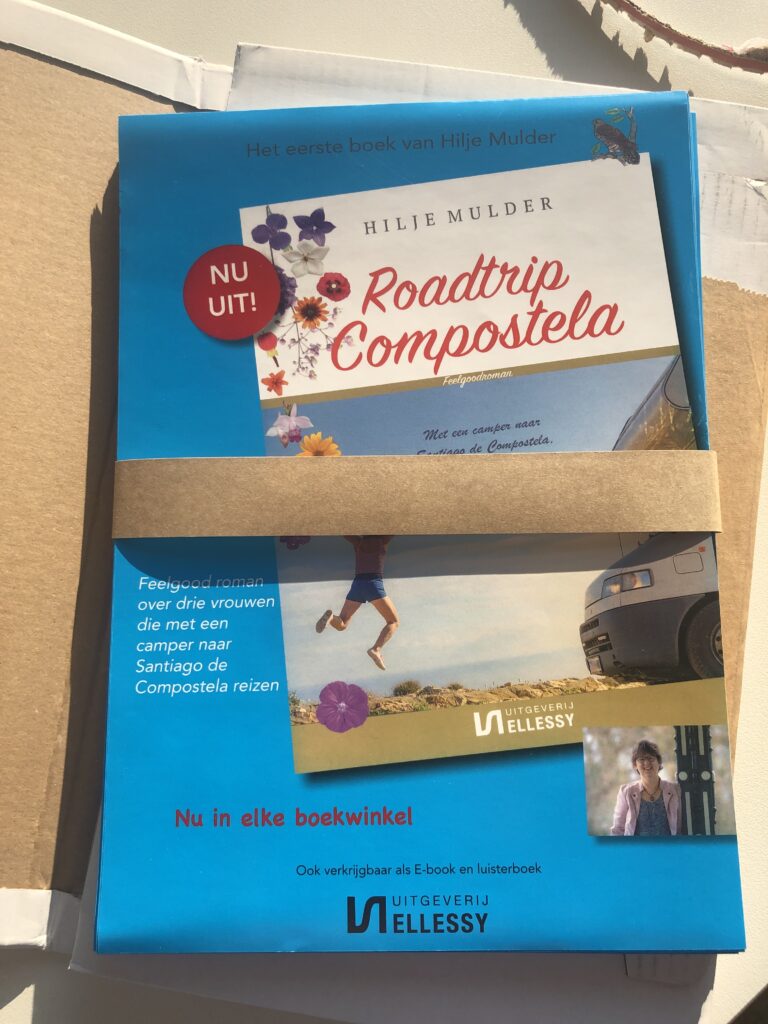 Het eerste boek van Hilje Mulder
HILJE MULDER
NU
UIT!
Roadtrip
Compostela
Feelgoodroman.
Met een camper naar
Santiago de Compostela.
Feelgood roman
over drie vrouwen
die met een
camper naar
Santiago de
Compostela reizen
UITGEVERIJ
ELLESSY
Nu in elke boekwinkel
Ook verkrijgbaar als E-book en luisterboek
UITGEVERIJ
ELLESSY